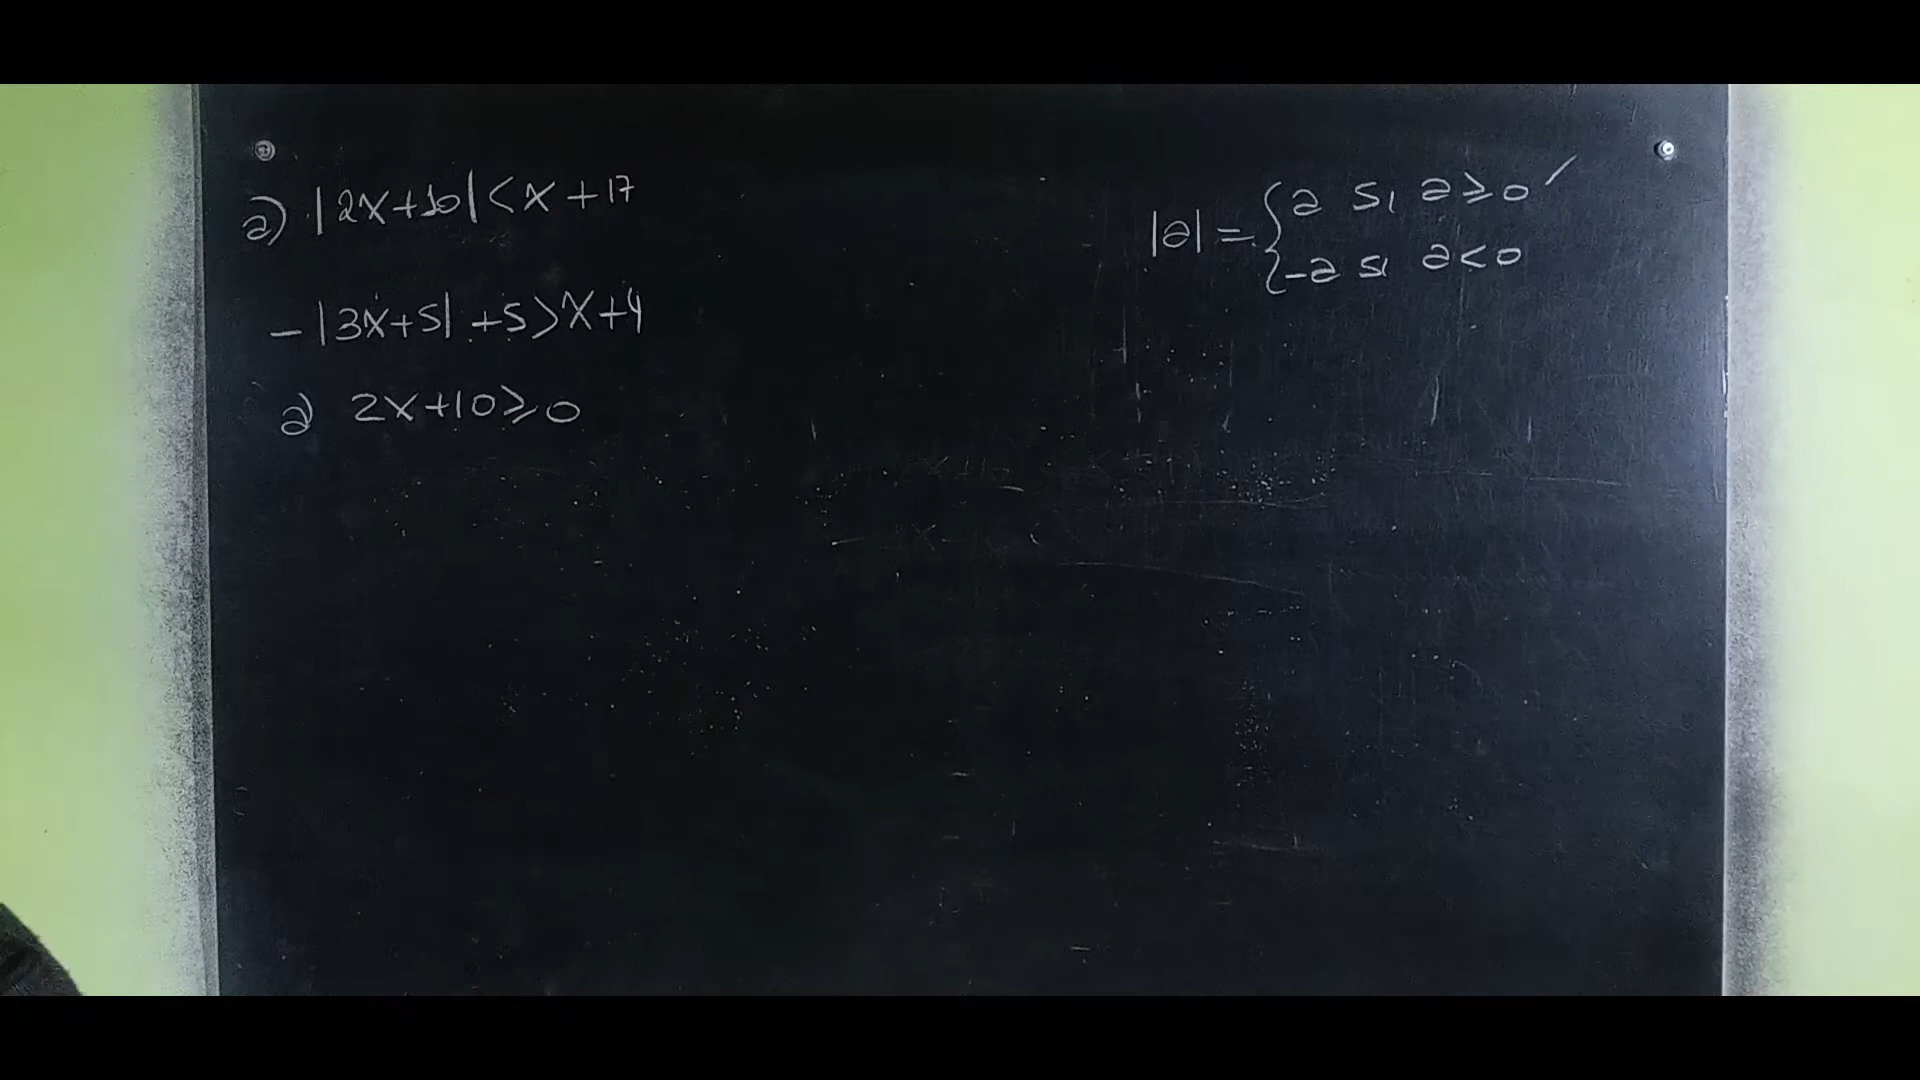 a) |2x+10| < x+17
|a| = { a si a ≥ 0
-a si a < 0
-|3x+5| +5 > x+4
a) 2x+10 ≥ 0